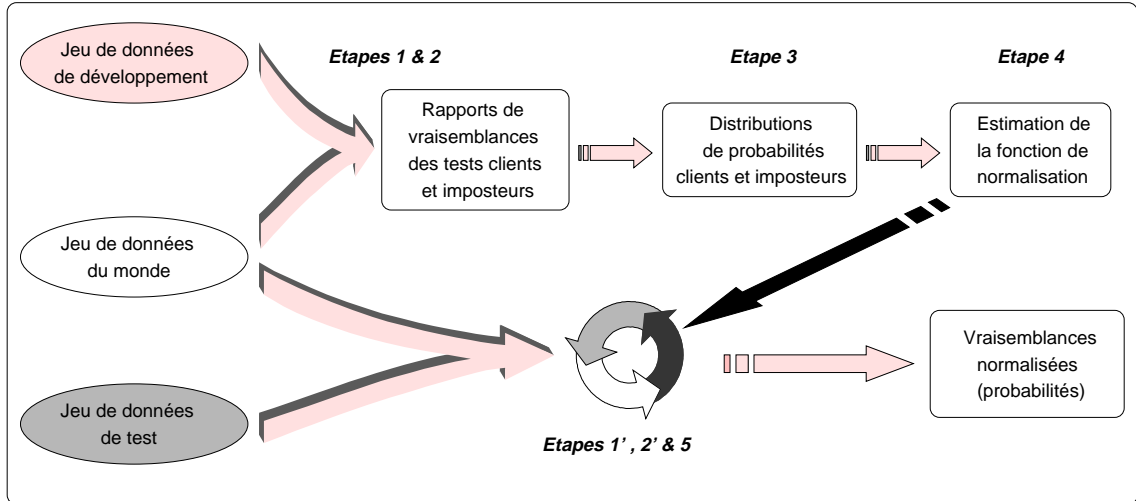 Jeu de données
de développement
Etapes 1 & 2
Etape 3
Etape 4
Rapports de
vraisemblances
des tests clients
et imposteurs
Distributions
de probabilités
clients et imposteurs
Estimation de
la fonction de
normalisation
Jeu de données
du monde
Vraisemblances
normalisées
(probabilités)
Jeu de données
de test
Etapes 1' , 2' & 5